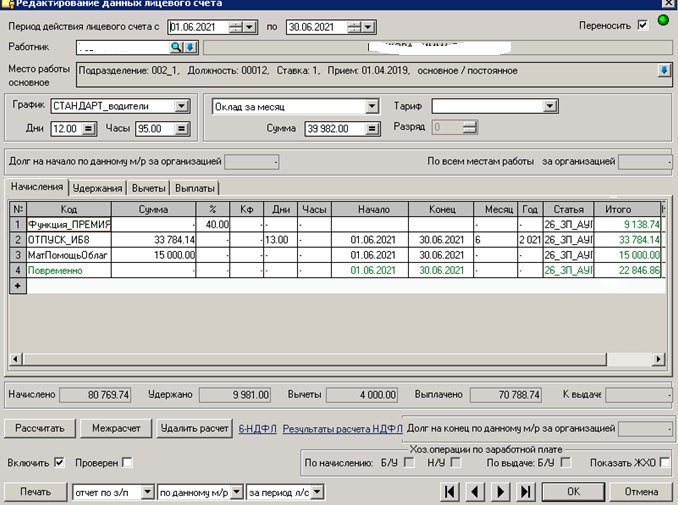 Редактирование данных лицевого счета
Период действия лицевого счета с 01.06.2021 по 30.06.2021 Переносить
Работник
Место работы основное Подразделение: 002_1, Должность: 00012, Ставка: 1, Прием: 01.04.2019, основное / постоянное
График СТАНДАРТ_водители Оклад за месяц Тариф
Дни 12.00 Часы 95.00 Сумма 39 982.00 Разряд 0
Долг на начало по данному м/р за организацией - По всем местам работы за организацией -
Начисления Удержания Вычеты Выплаты
№ Код Сумма % Кф Дни Часы Начало Конец Месяц Год Статья Итого
1 Функция_ПРЕМИЯ - 40.00 - - - - - 26_ЗП_АУП 9 138.74
2 ОТПУСК_ИБ8 33 784.14 - - 13.00 01.06.2021 30.06.2021 6 2 021 26_ЗП_АУП 33 784.14
3 МатПомощьОблаг 15 000.00 - - - 01.06.2021 30.06.2021 - - 26_ЗП_АУП 15 000.00
4 Повременно - - - - - 01.06.2021 30.06.2021 - - 26_ЗП_АУП 22 846.86
+
Начислено 80 769.74 Удержано 9 981.00 Вычеты 4 000.00 Выплачено 70 788.74 К выдаче -
Рассчитать Межрасчет Удалить расчет 6-НДФЛ Результаты расчета НДФЛ Долг на конец по данному м/р за организацией -
Хоз.операции по заработной плате
Включить Проверен По начислению: Б/У Н/У По выдаче: Б/У Показать ЖХО
Печать отчет по з/п по данному м/р за период л/с ОК Отмена